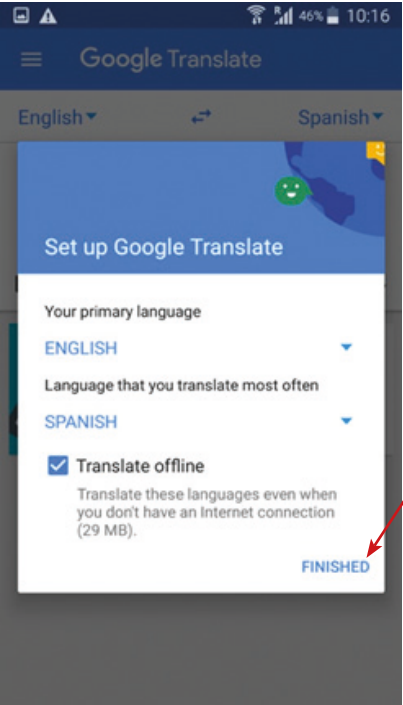 46% 10:16
Google Translate
English Spanish
Set up Google Translate
Your primary language
ENGLISH
Language that you translate most often
SPANISH
Translate offline
Translate these languages even when
you don't have an Internet connection
(29 MB).
FINISHED